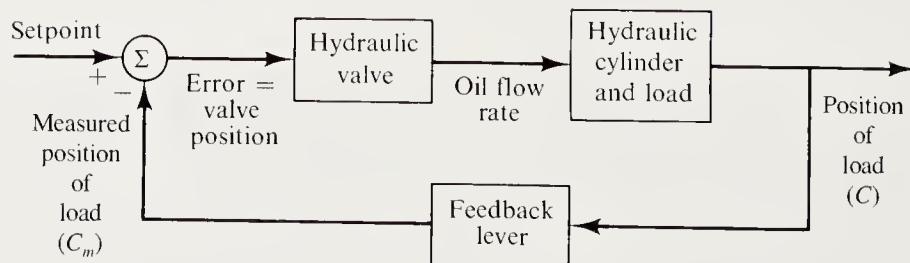 Setpoint
+
Σ
−
Error =
valve
position
Hydraulic
valve
Oil flow
rate
Hydraulic
cylinder
and load
Position
of
load
(C)
Measured
position
of
load
(Cₘ)
Feedback
lever